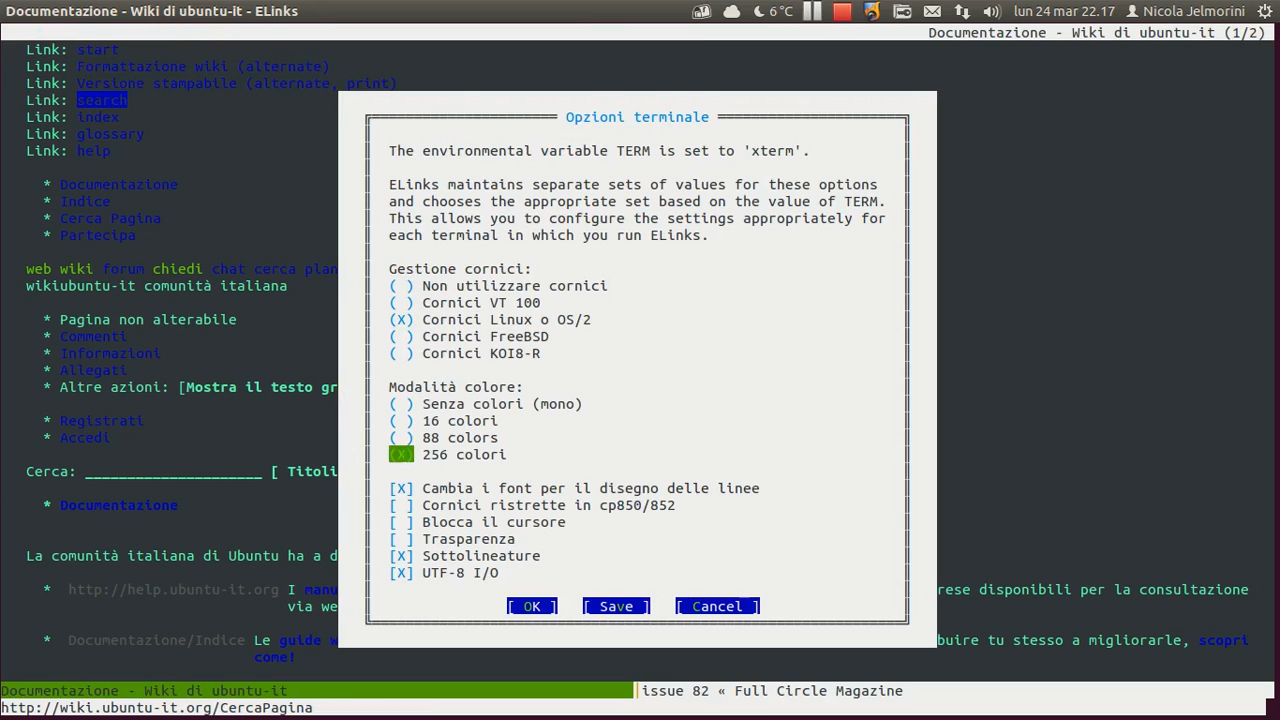 Documentazione - Wiki di ubuntu-it - ELinks
6 °C
lun 24 mar 22.17
Nicola Jelmorini
Documentazione - Wiki di ubuntu-it (1/2)
Link: start
Link: Formattazione wiki (alternate)
Link: Versione stampabile (alternate, print)
Link: search
Link: index
Link: glossary
Link: help
* Documentazione
* Indice
* Cerca Pagina
* Partecipa
web wiki forum chiedi chat cerca plan
wikiubuntu-it comunità italiana
* Pagina non alterabile
* Commenti
* Informazioni
* Allegati
* Altre azioni: [Mostra il testo gr
* Registrati
* Accedi
Cerca: _____________________ [ Titoli
* Documentazione
La comunità italiana di Ubuntu ha a d
* http://help.ubuntu-it.org I manu
via we
rese disponibili per la consultazione
* Documentazione/Indice Le guide w
come!
buire tu stesso a migliorarle, scopri
Opzioni terminale
The environmental variable TERM is set to 'xterm'.
ELinks maintains separate sets of values for these options
and chooses the appropriate set based on the value of TERM.
This allows you to configure the settings appropriately for
each terminal in which you run ELinks.
Gestione cornici:
( ) Non utilizzare cornici
( ) Cornici VT 100
(X) Cornici Linux o OS/2
( ) Cornici FreeBSD
( ) Cornici KOI8-R
Modalità colore:
( ) Senza colori (mono)
( ) 16 colori
( ) 88 colors
(X) 256 colori
[X] Cambia i font per il disegno delle linee
[ ] Cornici ristrette in cp850/852
[ ] Blocca il cursore
[ ] Trasparenza
[X] Sottolineature
[X] UTF-8 I/O
[ OK ] [ Save ] [ Cancel ]
Documentazione - Wiki di ubuntu-it
issue 82 « Full Circle Magazine
http://wiki.ubuntu-it.org/CercaPagina